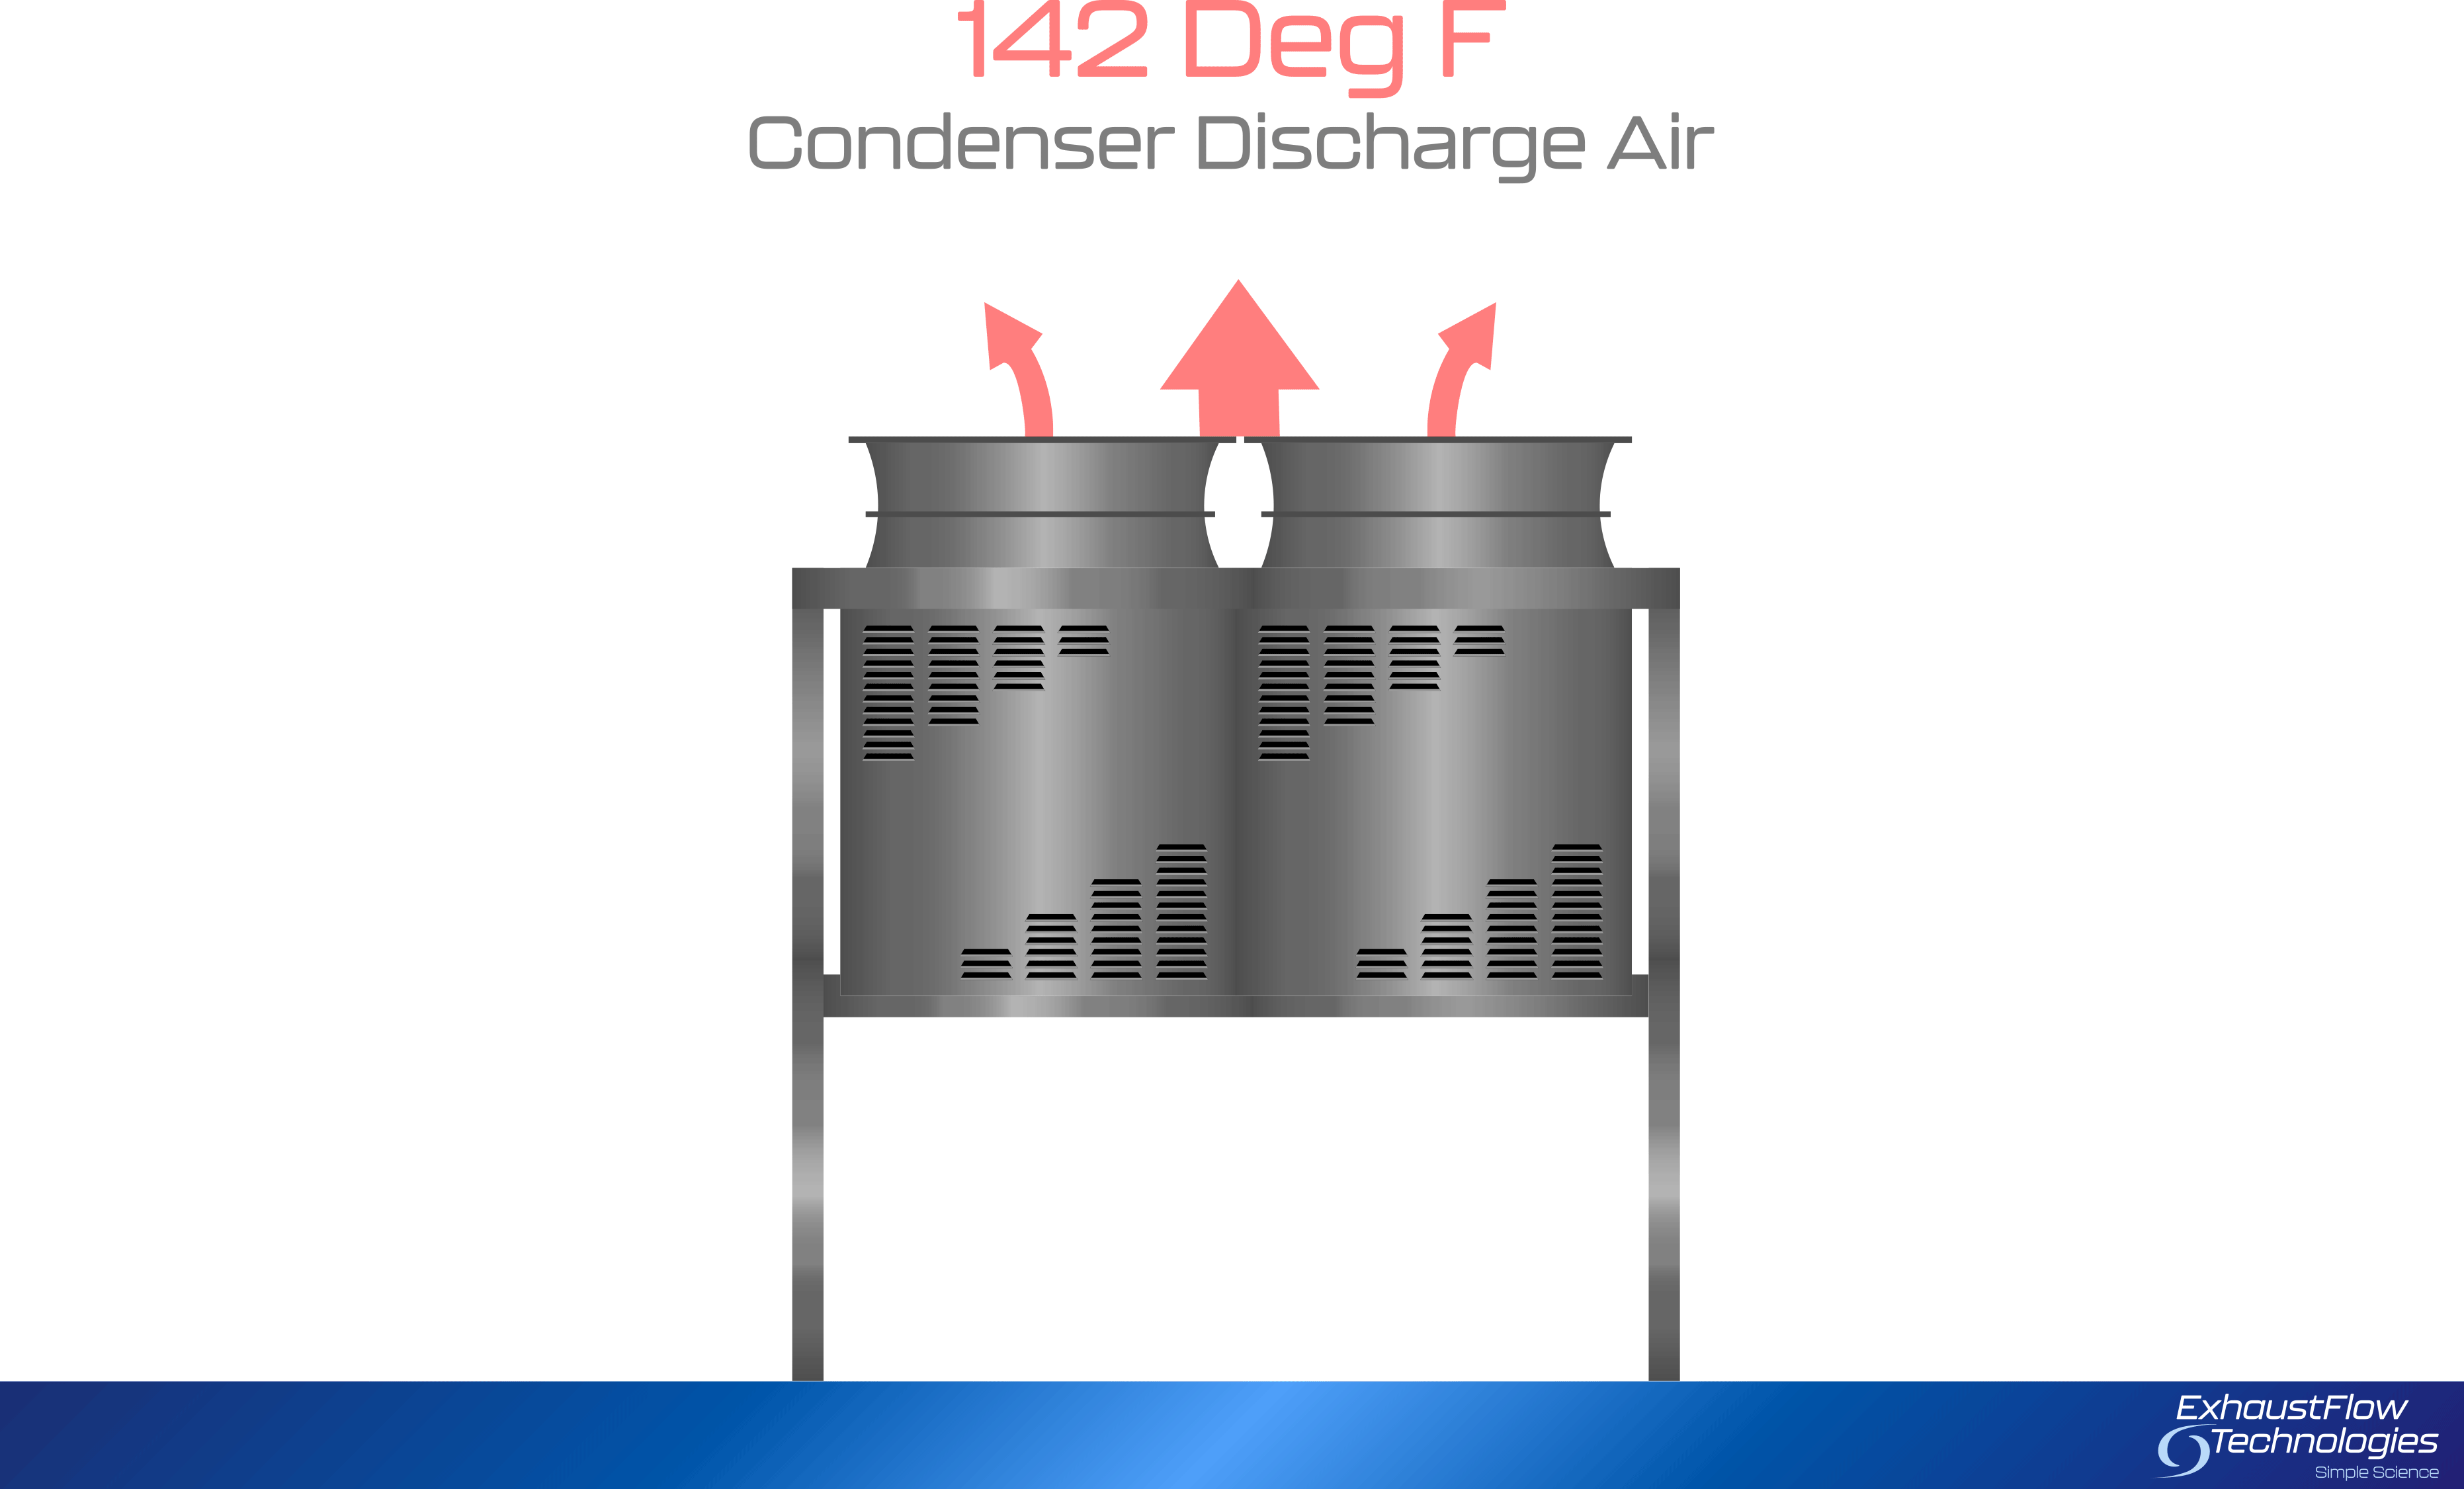 142 Deg F
Condenser Discharge Air
ExhaustFlow
Technologies
Simple Science